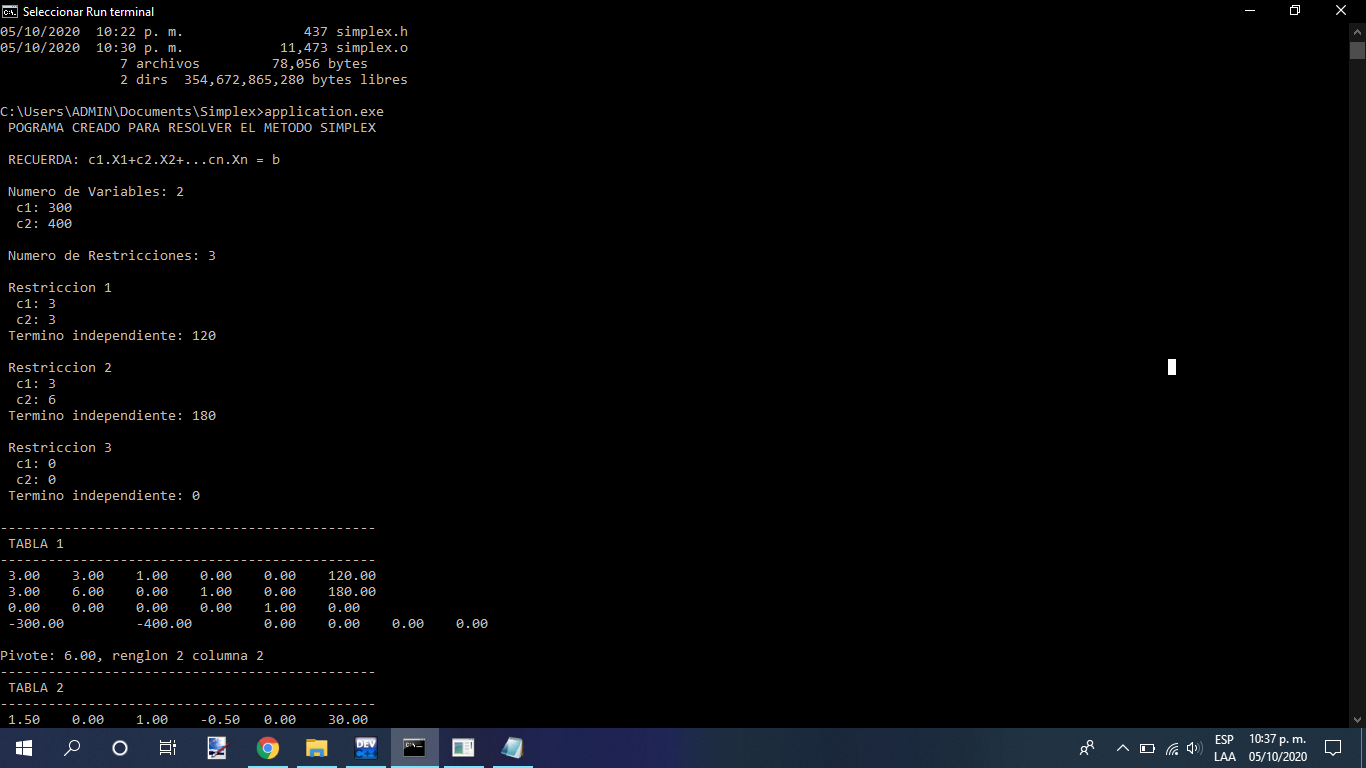 Seleccionar Run terminal
05/10/2020  10:22 p. m.               437 simplex.h
05/10/2020  10:30 p. m.            11,473 simplex.o
               7 archivos         78,056 bytes
               2 dirs  354,672,865,280 bytes libres
C:\Users\ADMIN\Documents\Simplex>application.exe
POGRAMA CREADO PARA RESOLVER EL METODO SIMPLEX
RECUERDA: c1.X1+c2.X2+...cn.Xn = b
Numero de Variables: 2
c1: 300
c2: 400
Numero de Restricciones: 3
Restriccion 1
c1: 3
c2: 3
Termino independiente: 120
Restriccion 2
c1: 3
c2: 6
Termino independiente: 180
Restriccion 3
c1: 0
c2: 0
Termino independiente: 0
-----------------------------------------------
TABLA 1
-----------------------------------------------
3.00    3.00    1.00    0.00    0.00    120.00
3.00    6.00    0.00    1.00    0.00    180.00
0.00    0.00    0.00    0.00    1.00    0.00
-300.00         -400.00         0.00    0.00    0.00    0.00
Pivote: 6.00, renglon 2 columna 2
-----------------------------------------------
TABLA 2
-----------------------------------------------
1.50    0.00    1.00    -0.50   0.00    30.00
DEV
ESP
LAA
10:37 p. m.
05/10/2020